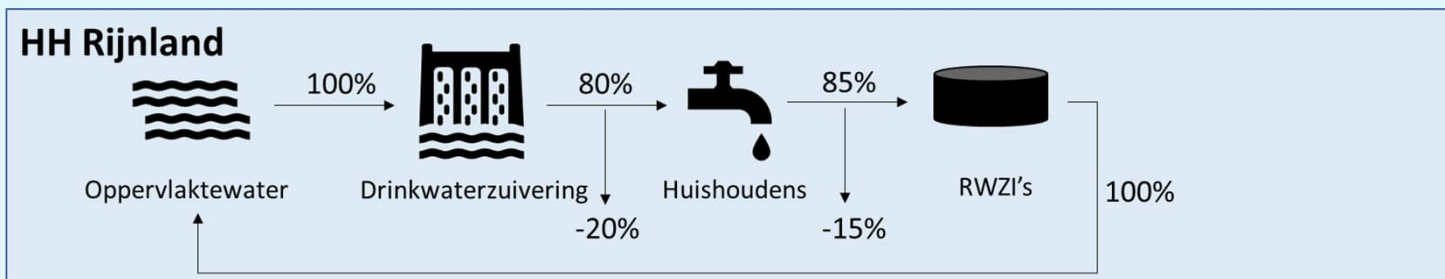 HH Rijnland
100%
80%
85%
Oppervlaktewater
Drinkwaterzuivering
Huishoudens
RWZI's
100%
-20%
-15%